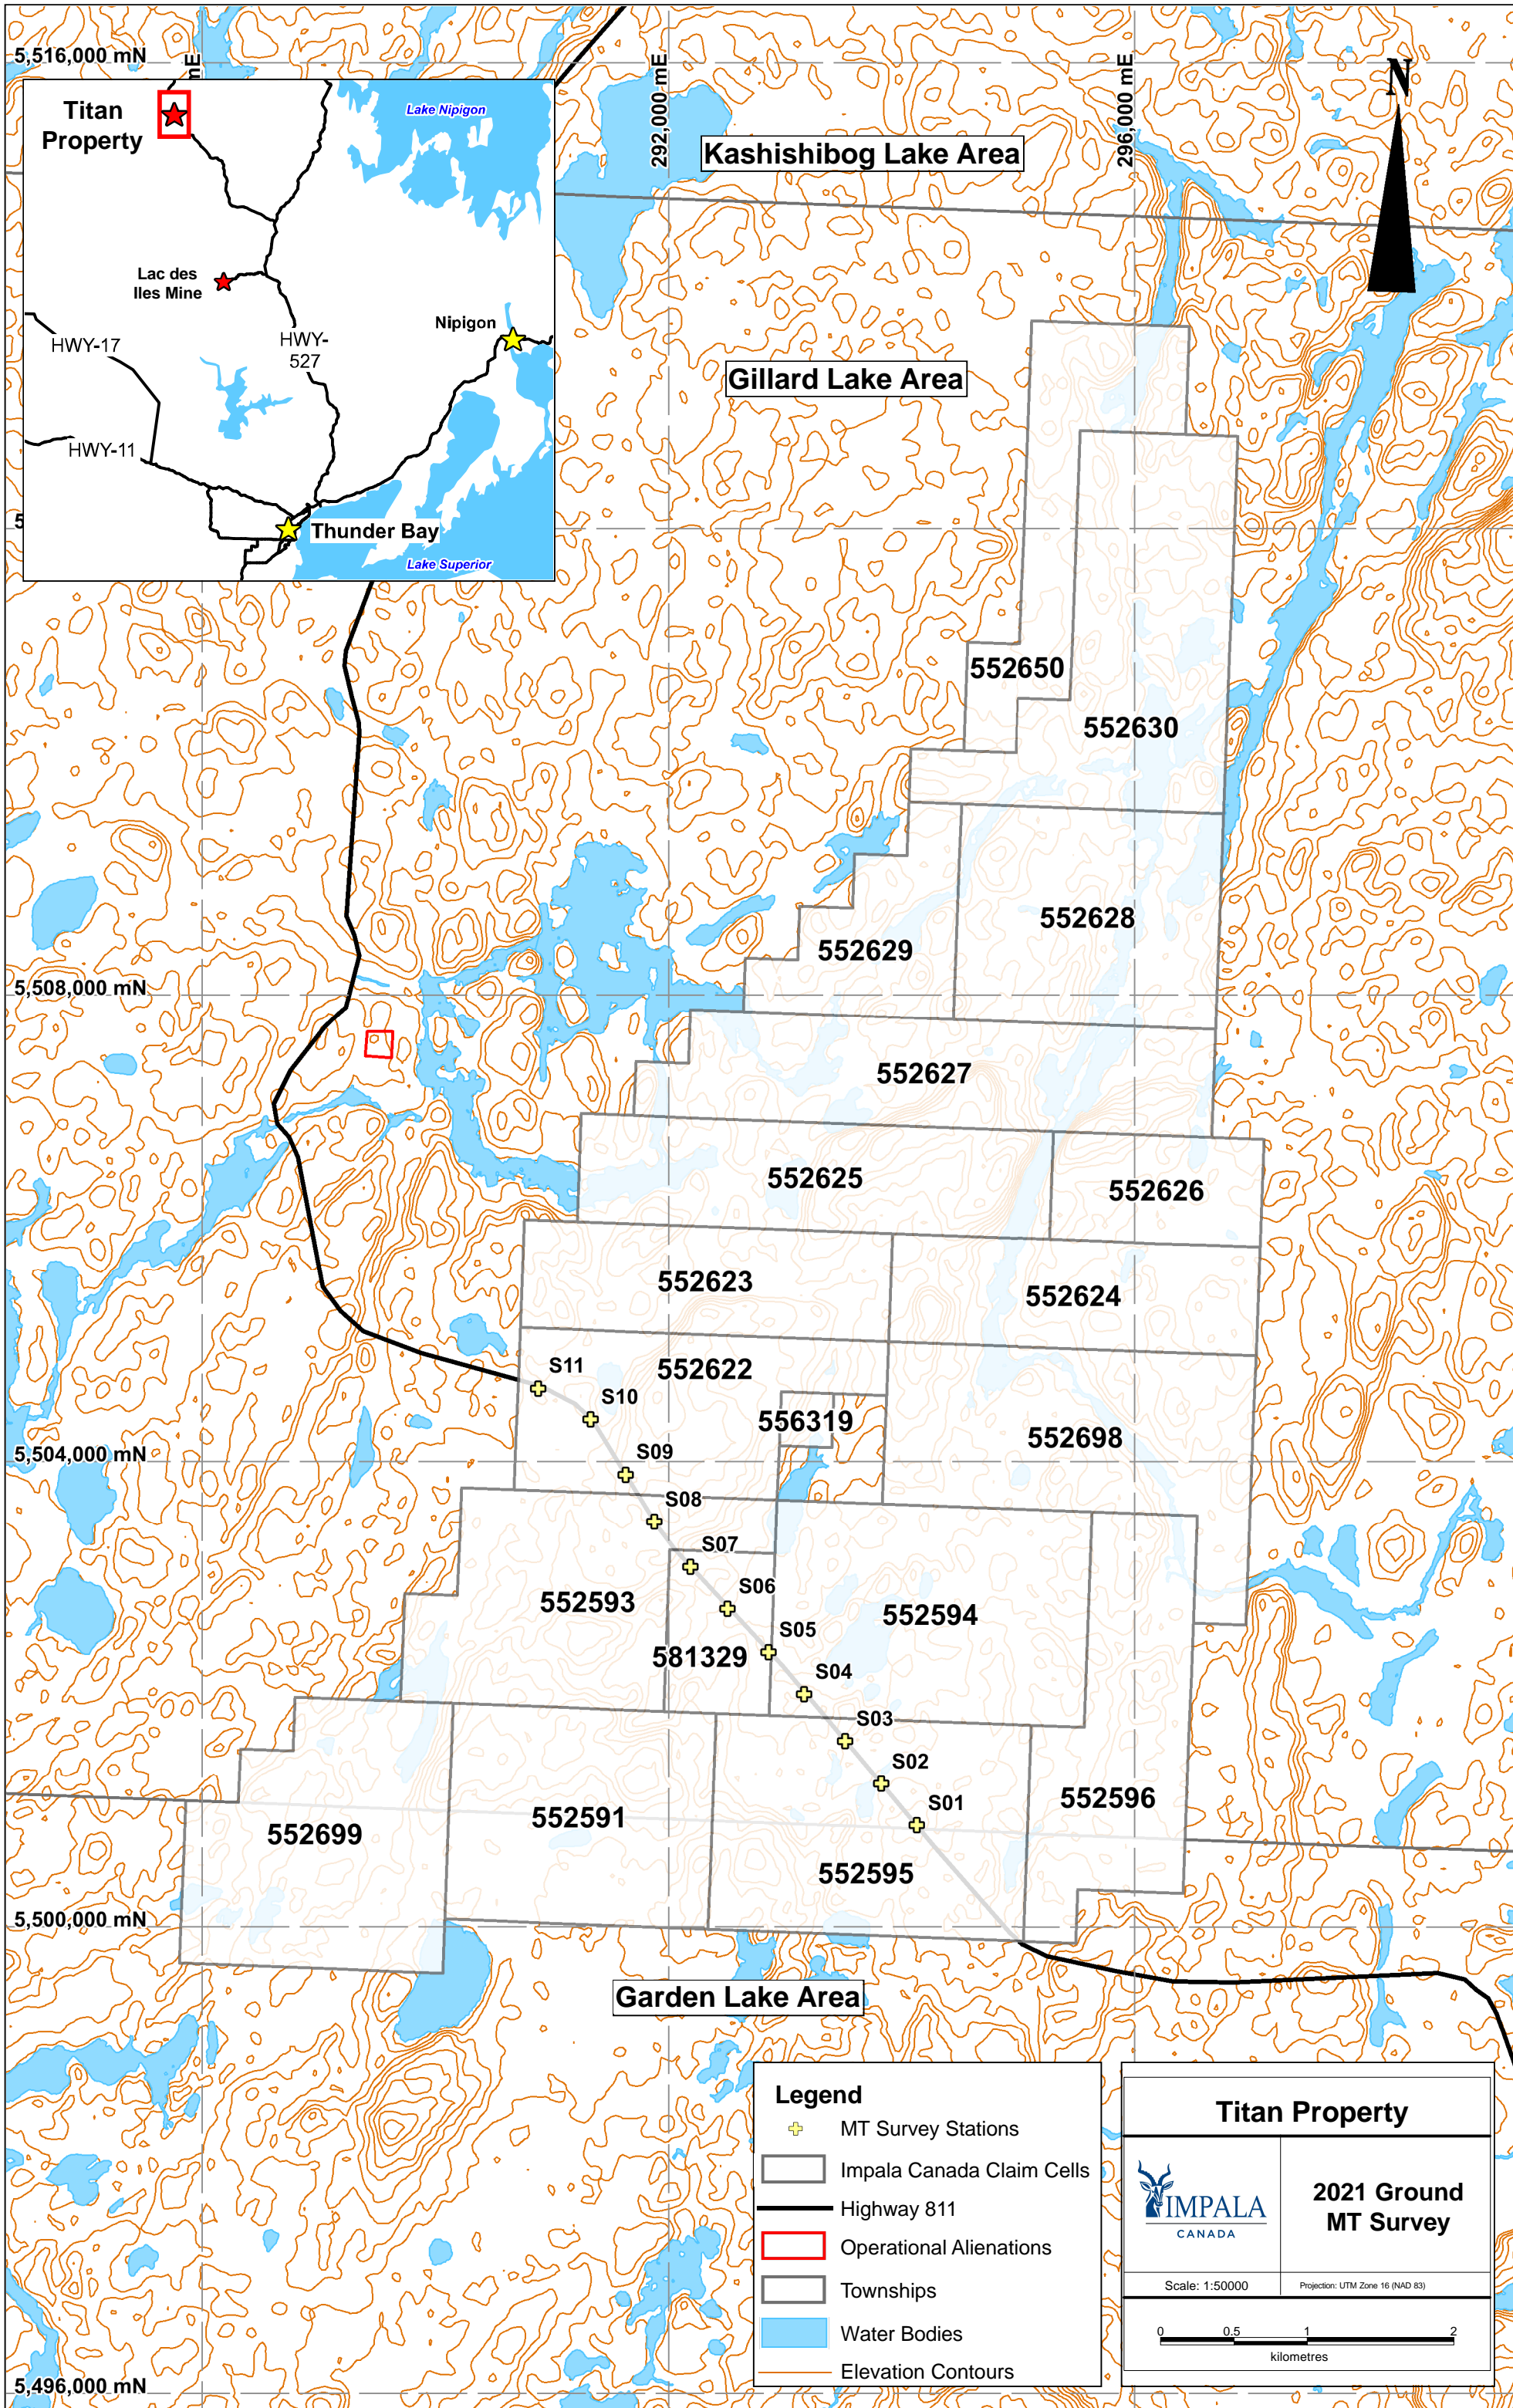 5,516,000 mN
mE
292,000 mE
296,000 mE
N
Titan
Property
Lake Nipigon
Lac des
Iles Mine
Nipigon
HWY-17
HWY-
527
HWY-11
Thunder Bay
Lake Superior
Kashishibog Lake Area
Gillard Lake Area
5
552650
552630
552628
552629
5,508,000 mN
552627
552625
552626
552623
552624
552622
S11
S10
556319
552698
5,504,000 mN
S09
S08
S07
S06
552593
552594
S05
581329
S04
S03
S02
S01
552596
552591
552699
552595
5,500,000 mN
Garden Lake Area
Legend
MT Survey Stations
Impala Canada Claim Cells
Highway 811
Operational Alienations
Townships
Water Bodies
Elevation Contours
Titan Property
IMPALA
CANADA
2021 Ground
MT Survey
Scale: 1:50000
Projection: UTM Zone 16 (NAD 83)
0 0.5 1 2
kilometres
5,496,000 mN